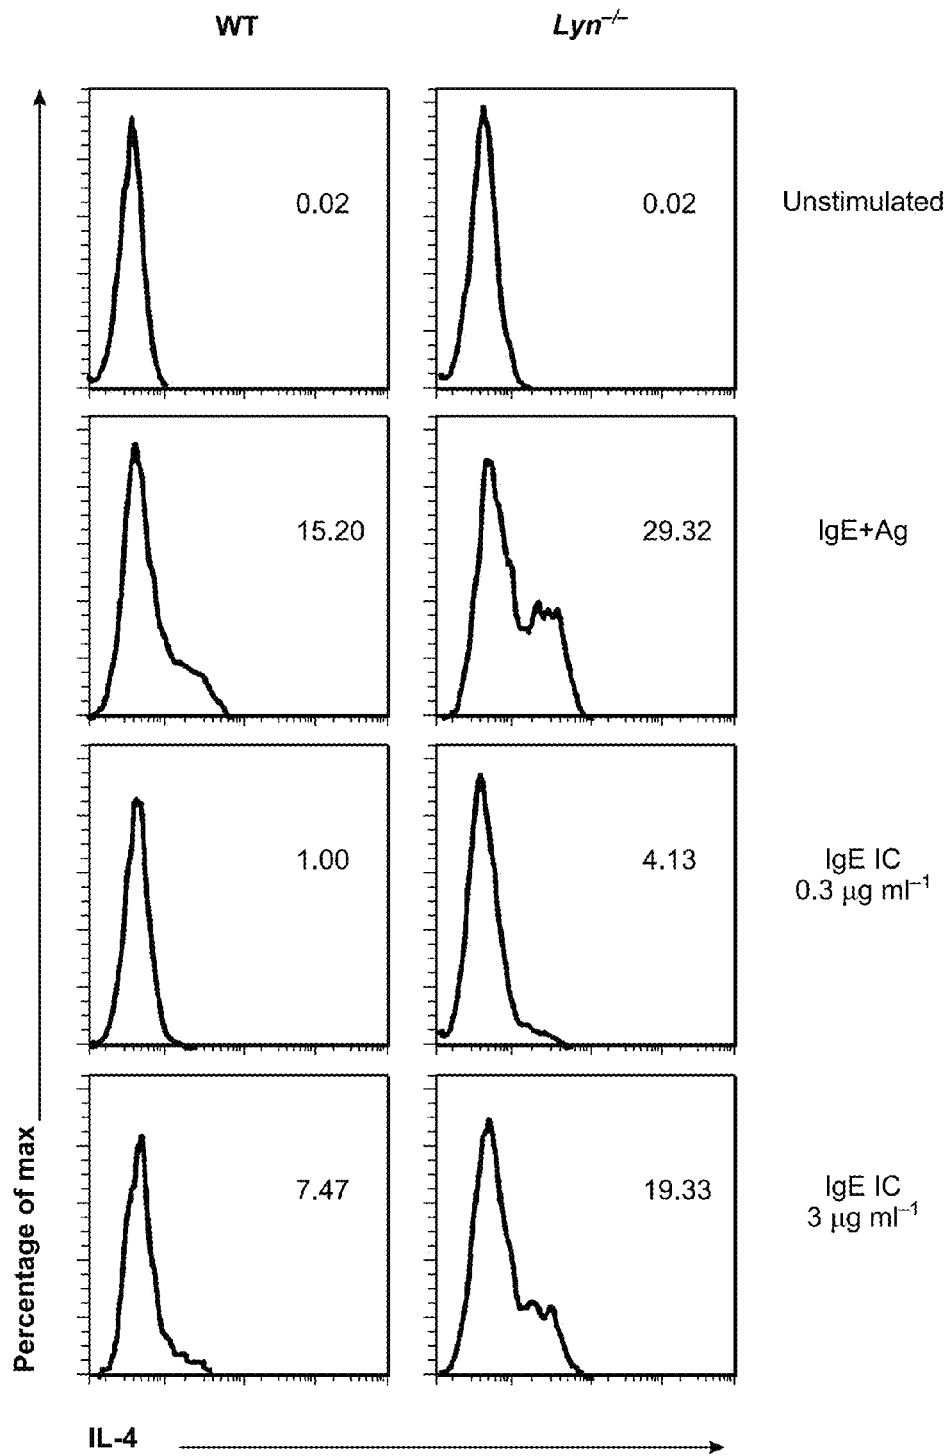 WT Lyn–/–
0.02 0.02 Unstimulated
15.20 29.32 IgE+Ag
1.00 4.13 IgE IC
0.3 μg ml–1
7.47 19.33 IgE IC
3 μg ml–1
Percentage of max
IL-4